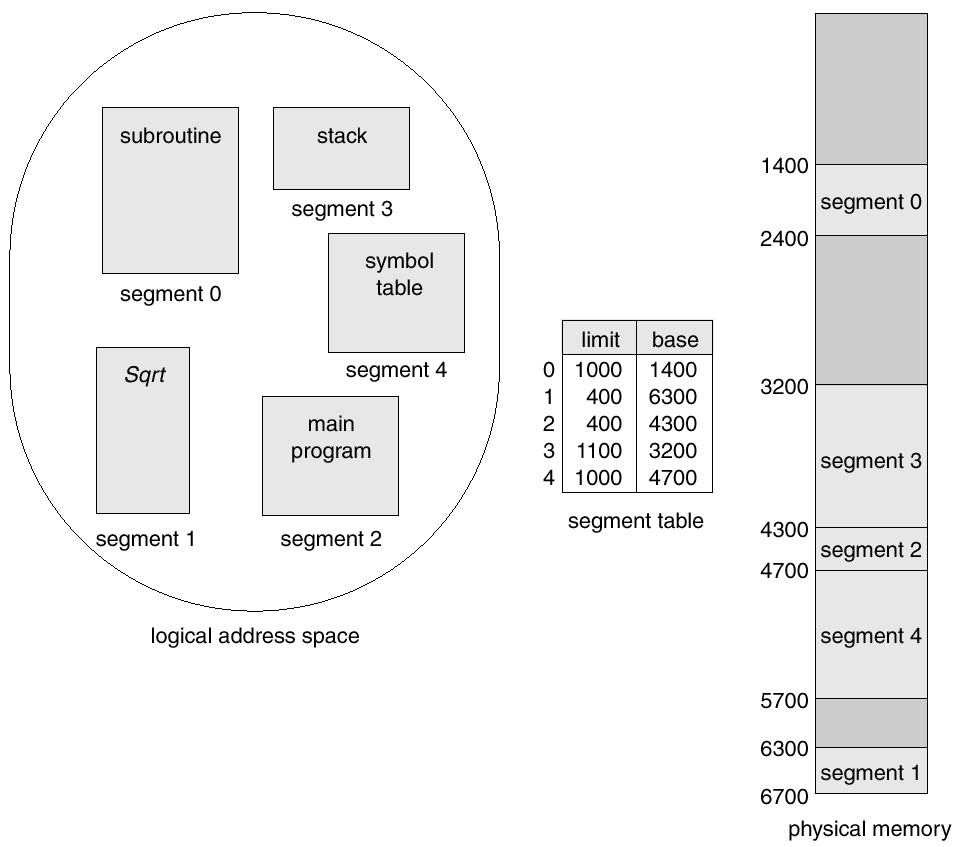 subroutine
stack
segment 3
symbol
table
segment 0
segment 4
Sqrt
main
program
segment 1
segment 2
logical address space
limit base
0 1000 1400
1 400 6300
2 400 4300
3 1100 3200
4 1000 4700
segment table
1400
segment 0
2400
3200
segment 3
4300
segment 2
4700
segment 4
5700
6300
segment 1
6700
physical memory